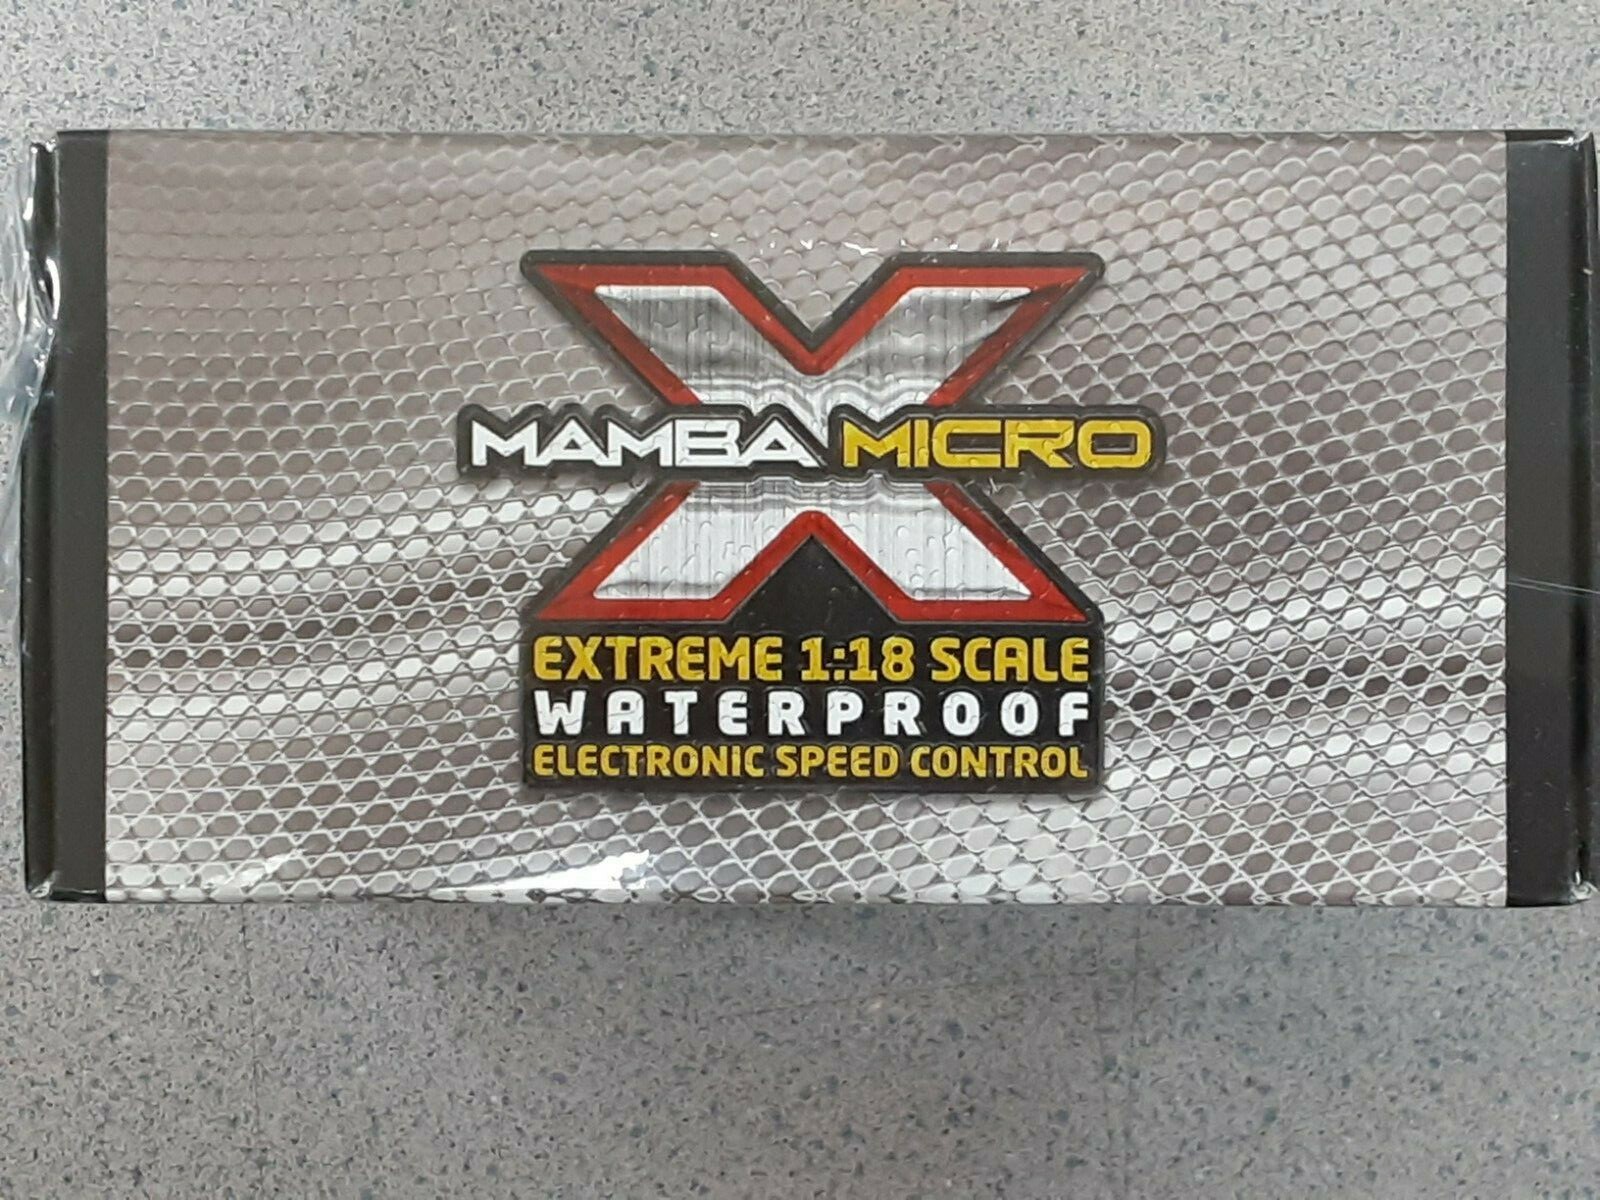 X
MAMBA MICRO
EXTREME 1:18 SCALE
WATERPROOF
ELECTRONIC SPEED CONTROL